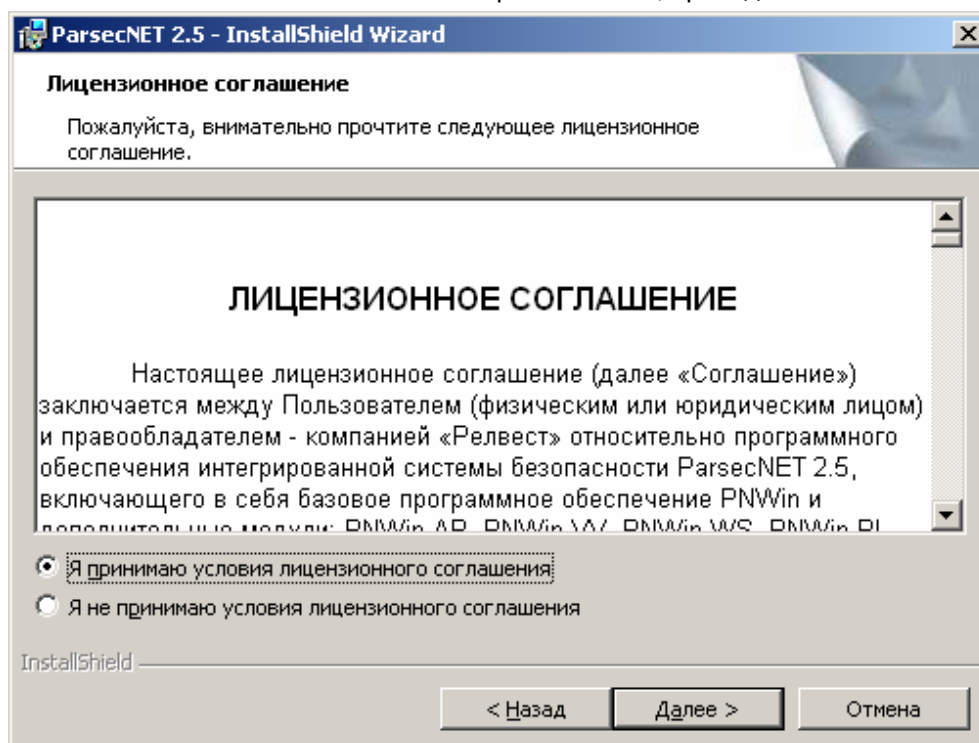 ParsecNET 2.5 - InstallShield Wizard
Лицензионное соглашение
Пожалуйста, внимательно прочтите следующее лицензионное
соглашение.
ЛИЦЕНЗИОННОЕ СОГЛАШЕНИЕ
Настоящее лицензионное соглашение (далее «Соглашение»)
заключается между Пользователем (физическим или юридическим лицом)
и правообладателем - компанией «Релвест» относительно программного
обеспечения интегрированной системы безопасности ParsecNET 2.5,
включающего в себя базовое программное обеспечение PNWin и
дополнительные модули: PNWin
Я принимаю условия лицензионного соглашения
Я не принимаю условия лицензионного соглашения
InstallShield
< Назад
Далее >
Отмена